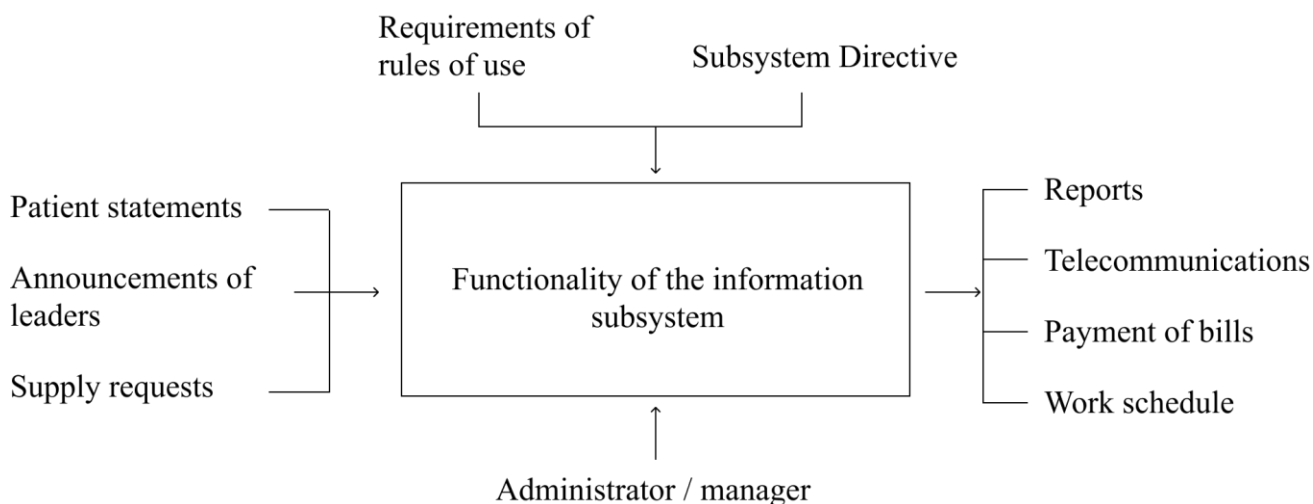 Requirements of
rules of use
Subsystem Directive
Patient statements
Announcements of
leaders
Supply requests
Functionality of the information
subsystem
Reports
Telecommunications
Payment of bills
Work schedule
Administrator / manager